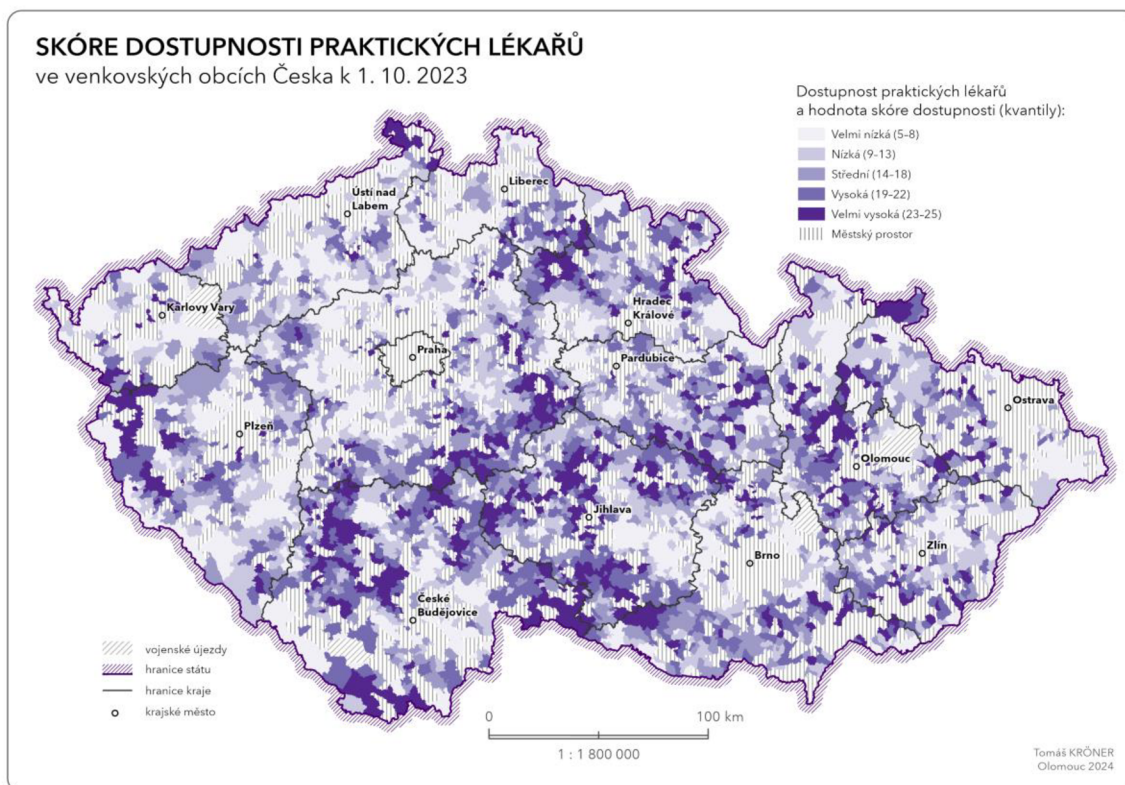 SKÓRE DOSTUPNOSTI PRAKTICKÝCH LÉKAŘŮ
ve venkovských obcích Česka k 1. 10. 2023
Dostupnost praktických lékařů
a hodnota skóre dostupnosti (kvantily):
Velmi nízká (5–8)
Nízká (9–13)
Střední (14–18)
Vysoká (19–22)
Velmi vysoká (23–25)
Městský prostor
Liberec
Ústí nad
Labem
Karlovy Vary
Hradec
Králové
Praha
Pardubice
Ostrava
Plzeň
Olomouc
Jihlava
Zlín
Brno
České
Budějovice
vojenské újezdy
hranice státu
hranice kraje
krajské město
0 100 km
1 : 1 800 000
Tomáš KRÖNER
Olomouc 2024